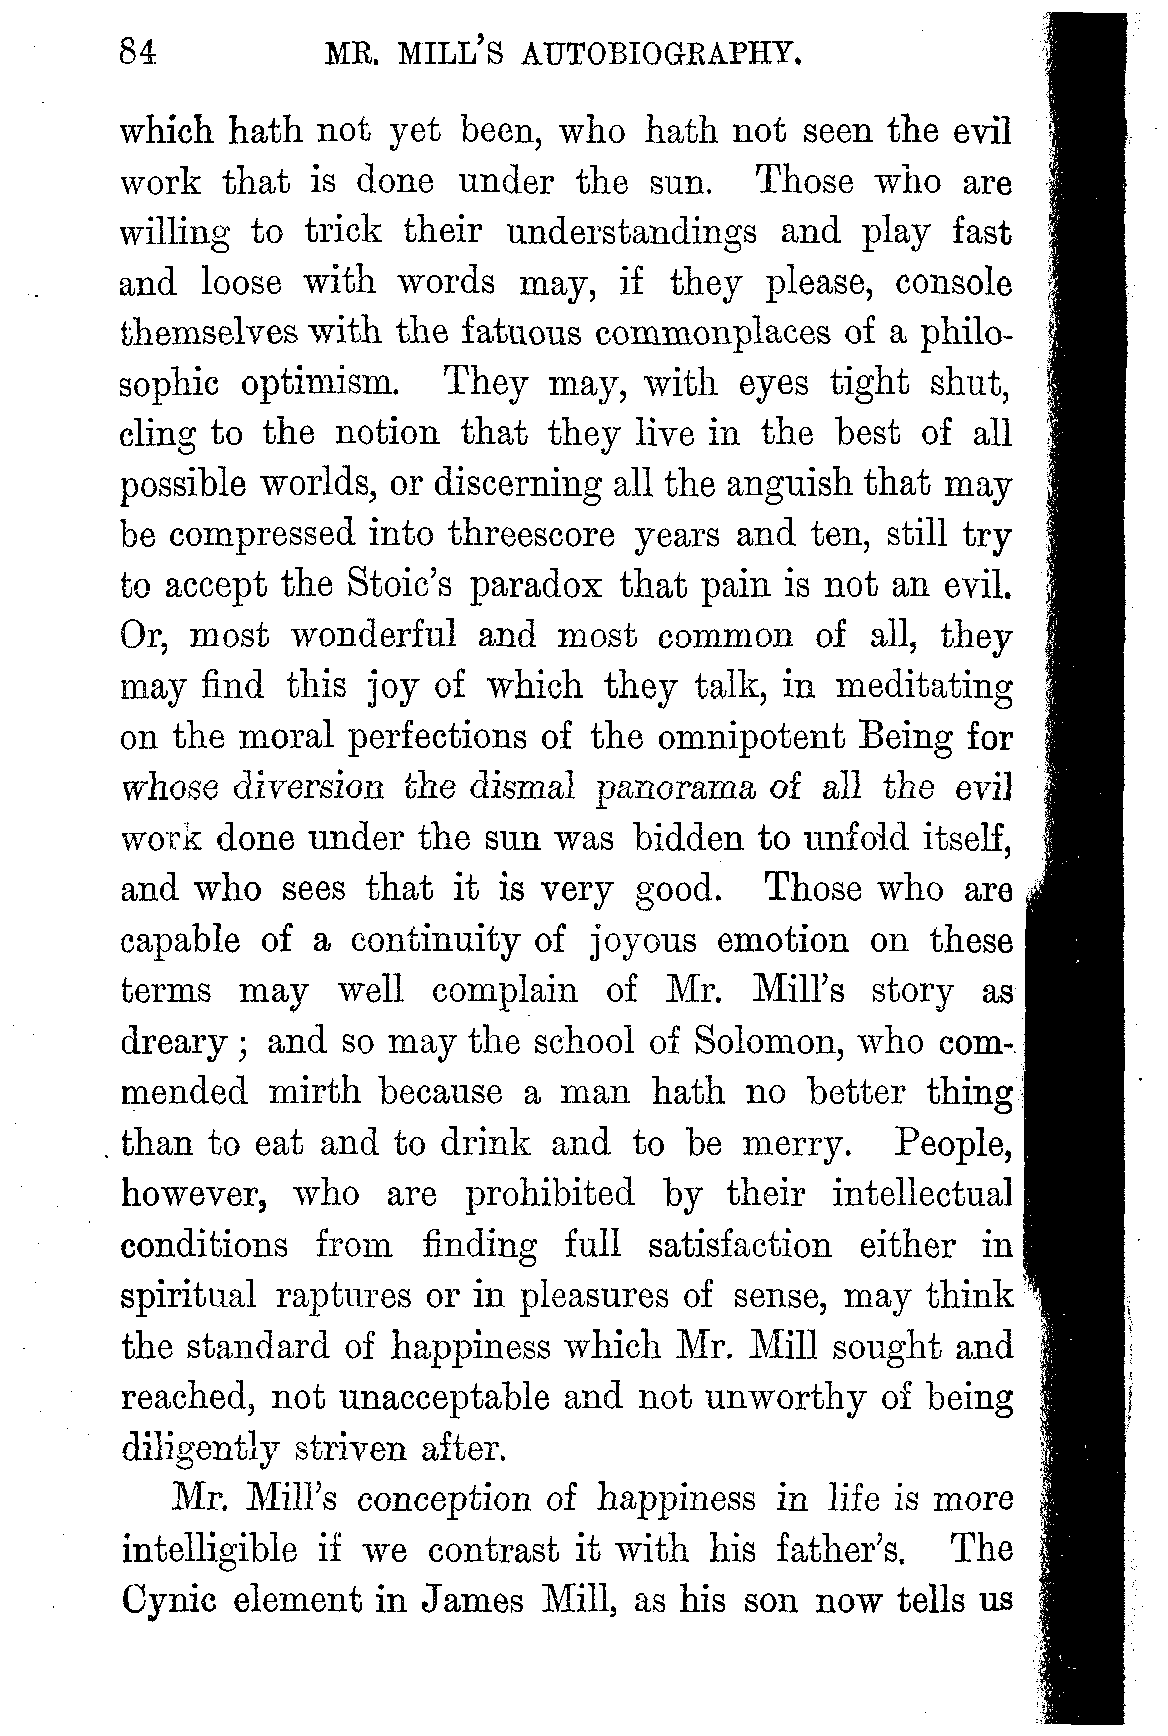 84 MR. MILL'S AUTOBIOGRAPHY.
which hath not yet been, who hath not seen the evil
work that is done under the sun. Those who are
willing to trick their understandings and play fast
and loose with words may, if they please, console
themselves with the fatuous commonplaces of a philo-
sophic optimism. They may, with eyes tight shut,
cling to the notion that they live in the best of all
possible worlds, or discerning all the anguish that may
be compressed into threescore years and ten, still try
to accept the Stoic's paradox that pain is not an evil.
Or, most wonderful and most common of all, they
may find this joy of which they talk, in meditating
on the moral perfections of the omnipotent Being for
whose diversion the dismal panorama of all the evil
work done under the sun was bidden to unfold itself,
and who sees that it is very good. Those who are
capable of a continuity of joyous emotion on these
terms may well complain of Mr. Mill's story as
dreary; and so may the school of Solomon, who com-
mended mirth because a man hath no better thing
than to eat and to drink and to be merry. People,
however, who are prohibited by their intellectual
conditions from finding full satisfaction either in
spiritual raptures or in pleasures of sense, may think
the standard of happiness which Mr. Mill sought and
reached, not unacceptable and not unworthy of being
diligently striven after.
Mr. Mill's conception of happiness in life is more
intelligible if we contrast it with his father's. The
Cynic element in James Mill, as his son now tells us